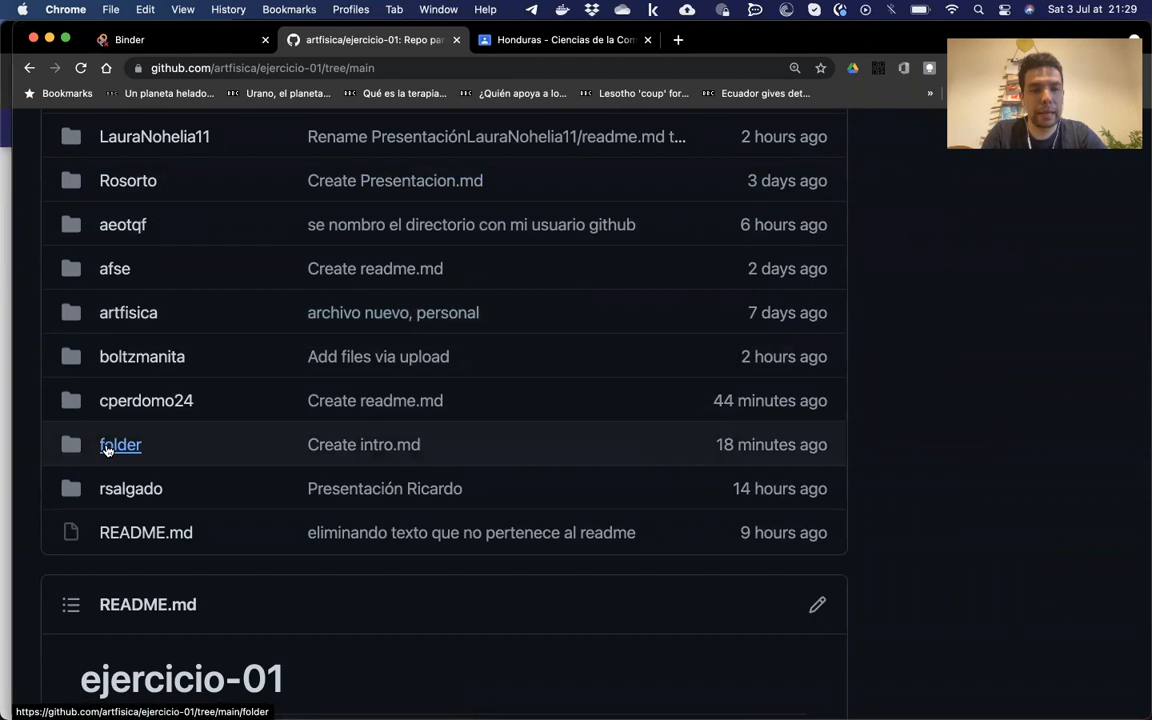 Chrome File Edit View History Bookmarks Profiles Tab Window Help Sat 3 Jul at 21:29
Binder
artfisica/ejercicio-01: Repo par
Honduras - Ciencias de la Com
github.com/artfisica/ejercicio-01/tree/main
Bookmarks Un planeta helado... Urano, el planeta... Qué es la terapia... ¿Quién apoya a lo... Lesotho 'coup' for... Ecuador gives det... »
LauraNohelia11 Rename PresentaciónLauraNohelia11/readme.md t... 2 hours ago
Rosorto Create Presentacion.md 3 days ago
aeotqf se nombro el directorio con mi usuario github 6 hours ago
afse Create readme.md 2 days ago
artfisica archivo nuevo, personal 7 days ago
boltzmanita Add files via upload 2 hours ago
cperdomo24 Create readme.md 44 minutes ago
folder Create intro.md 18 minutes ago
rsalgado Presentación Ricardo 14 hours ago
README.md eliminando texto que no pertenece al readme 9 hours ago
README.md
ejercicio-01
https://github.com/artfisica/ejercicio-01/tree/main/folder